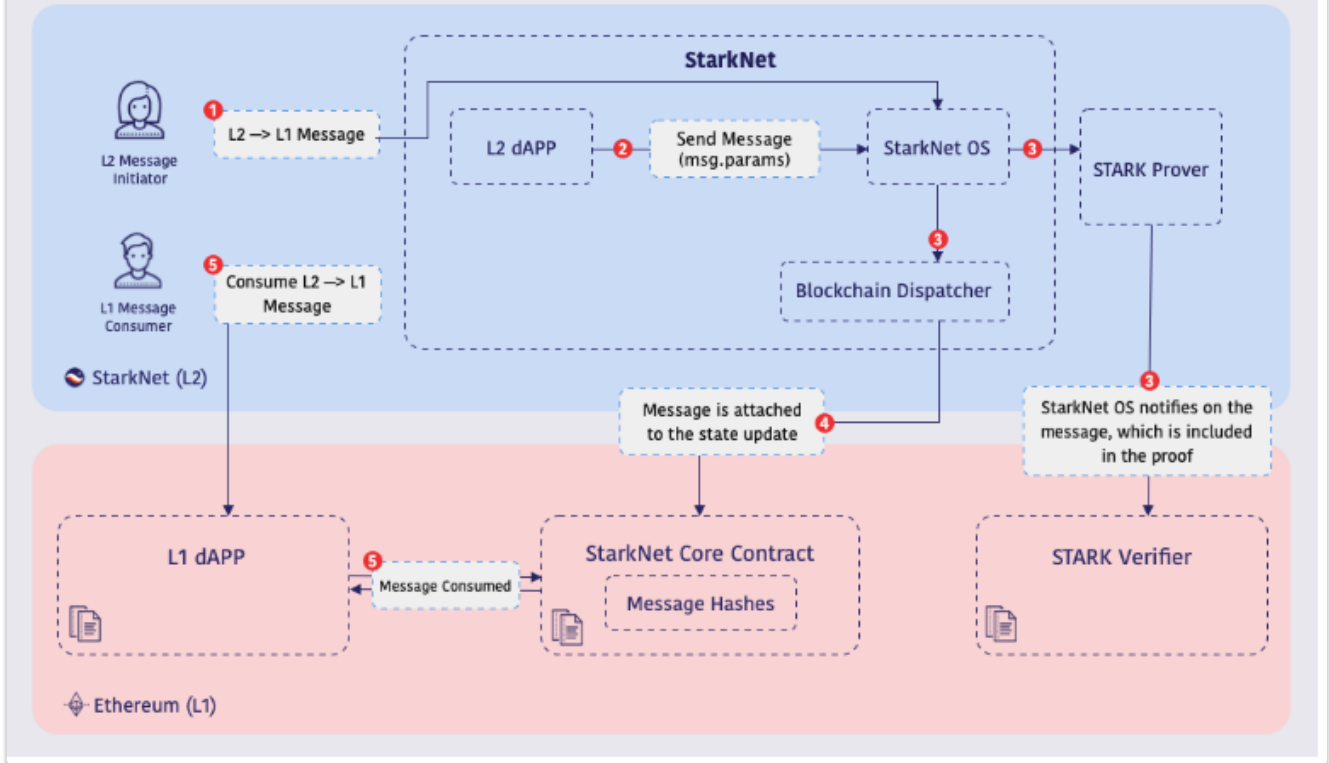 StarkNet
1
L2 —> L1 Message
L2 Message
Initiator
L2 dAPP
2
Send Message
(msg.params)
StarkNet OS
3
STARK Prover
3
5
Consume L2 —> L1
Message
L1 Message
Consumer
Blockchain Dispatcher
StarkNet (L2)
3
Message is attached
to the state update
4
StarkNet OS notifies on the
message, which is included
in the proof
L1 dAPP
5
Message Consumed
StarkNet Core Contract
Message Hashes
STARK Verifier
Ethereum (L1)